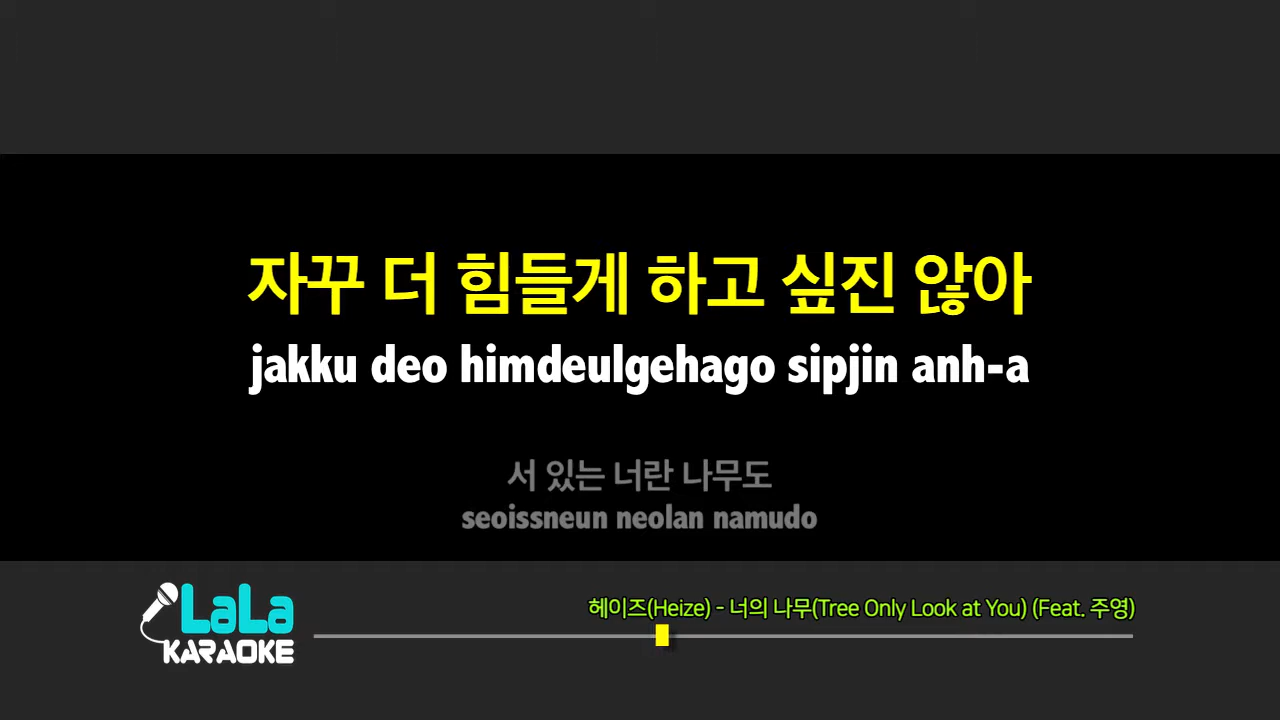 자꾸 더 힘들게 하고 싶진 않아
jakku deo himdeulgehago sipjin anh-a
서 있는 너란 나무도
seoissneun neolan namudo
헤이즈(Heize) - 너의 나무(Tree Only Look at You) (Feat. 주영)
LaLa
KARAOKE